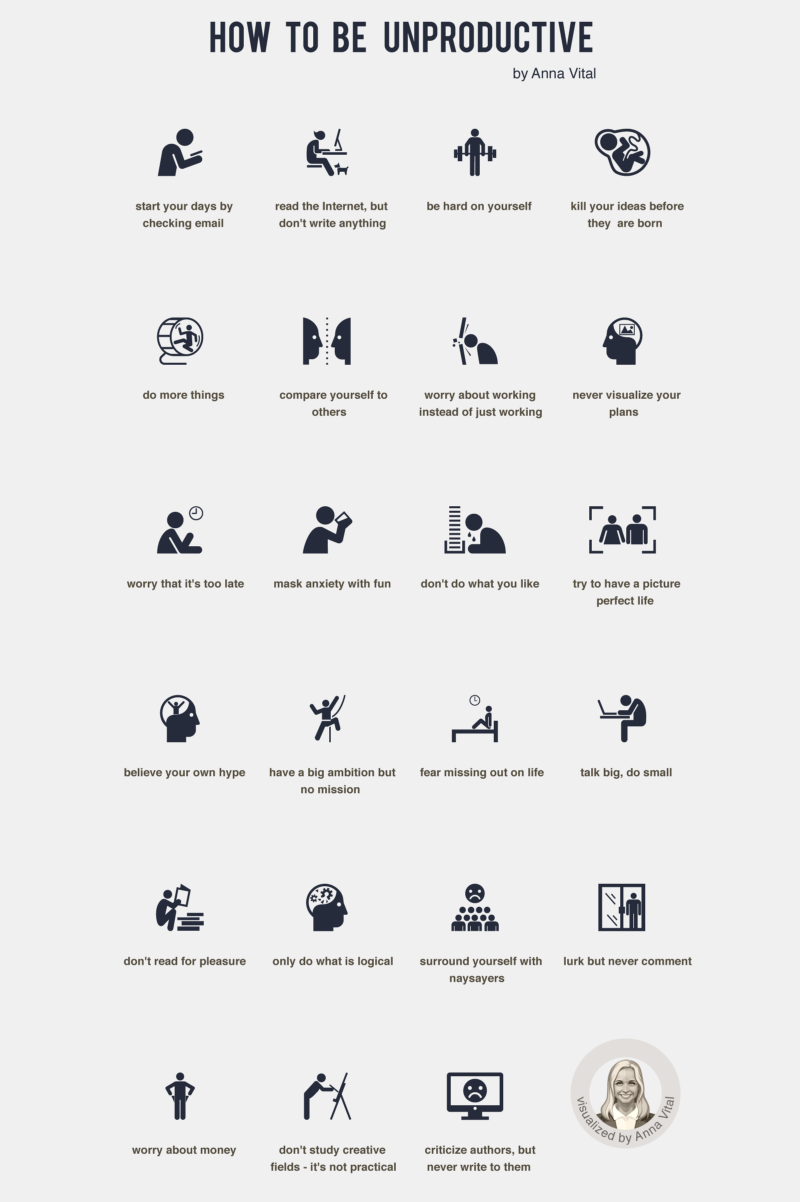 HOW TO BE UNPRODUCTIVE
by Anna Vital
start your days by
checking email
read the Internet, but
don't write anything
be hard on yourself
kill your ideas before
they are born
do more things
compare yourself to
others
worry about working
instead of just working
never visualize your
plans
worry that it's too late
mask anxiety with fun
don't do what you like
try to have a picture
perfect life
believe your own hype
have a big ambition but
no mission
fear missing out on life
talk big, do small
don't read for pleasure
only do what is logical
surround yourself with
naysayers
lurk but never comment
worry about money
don't study creative
fields - it's not practical
criticize authors, but
never write to them
visualized by Anna Vital